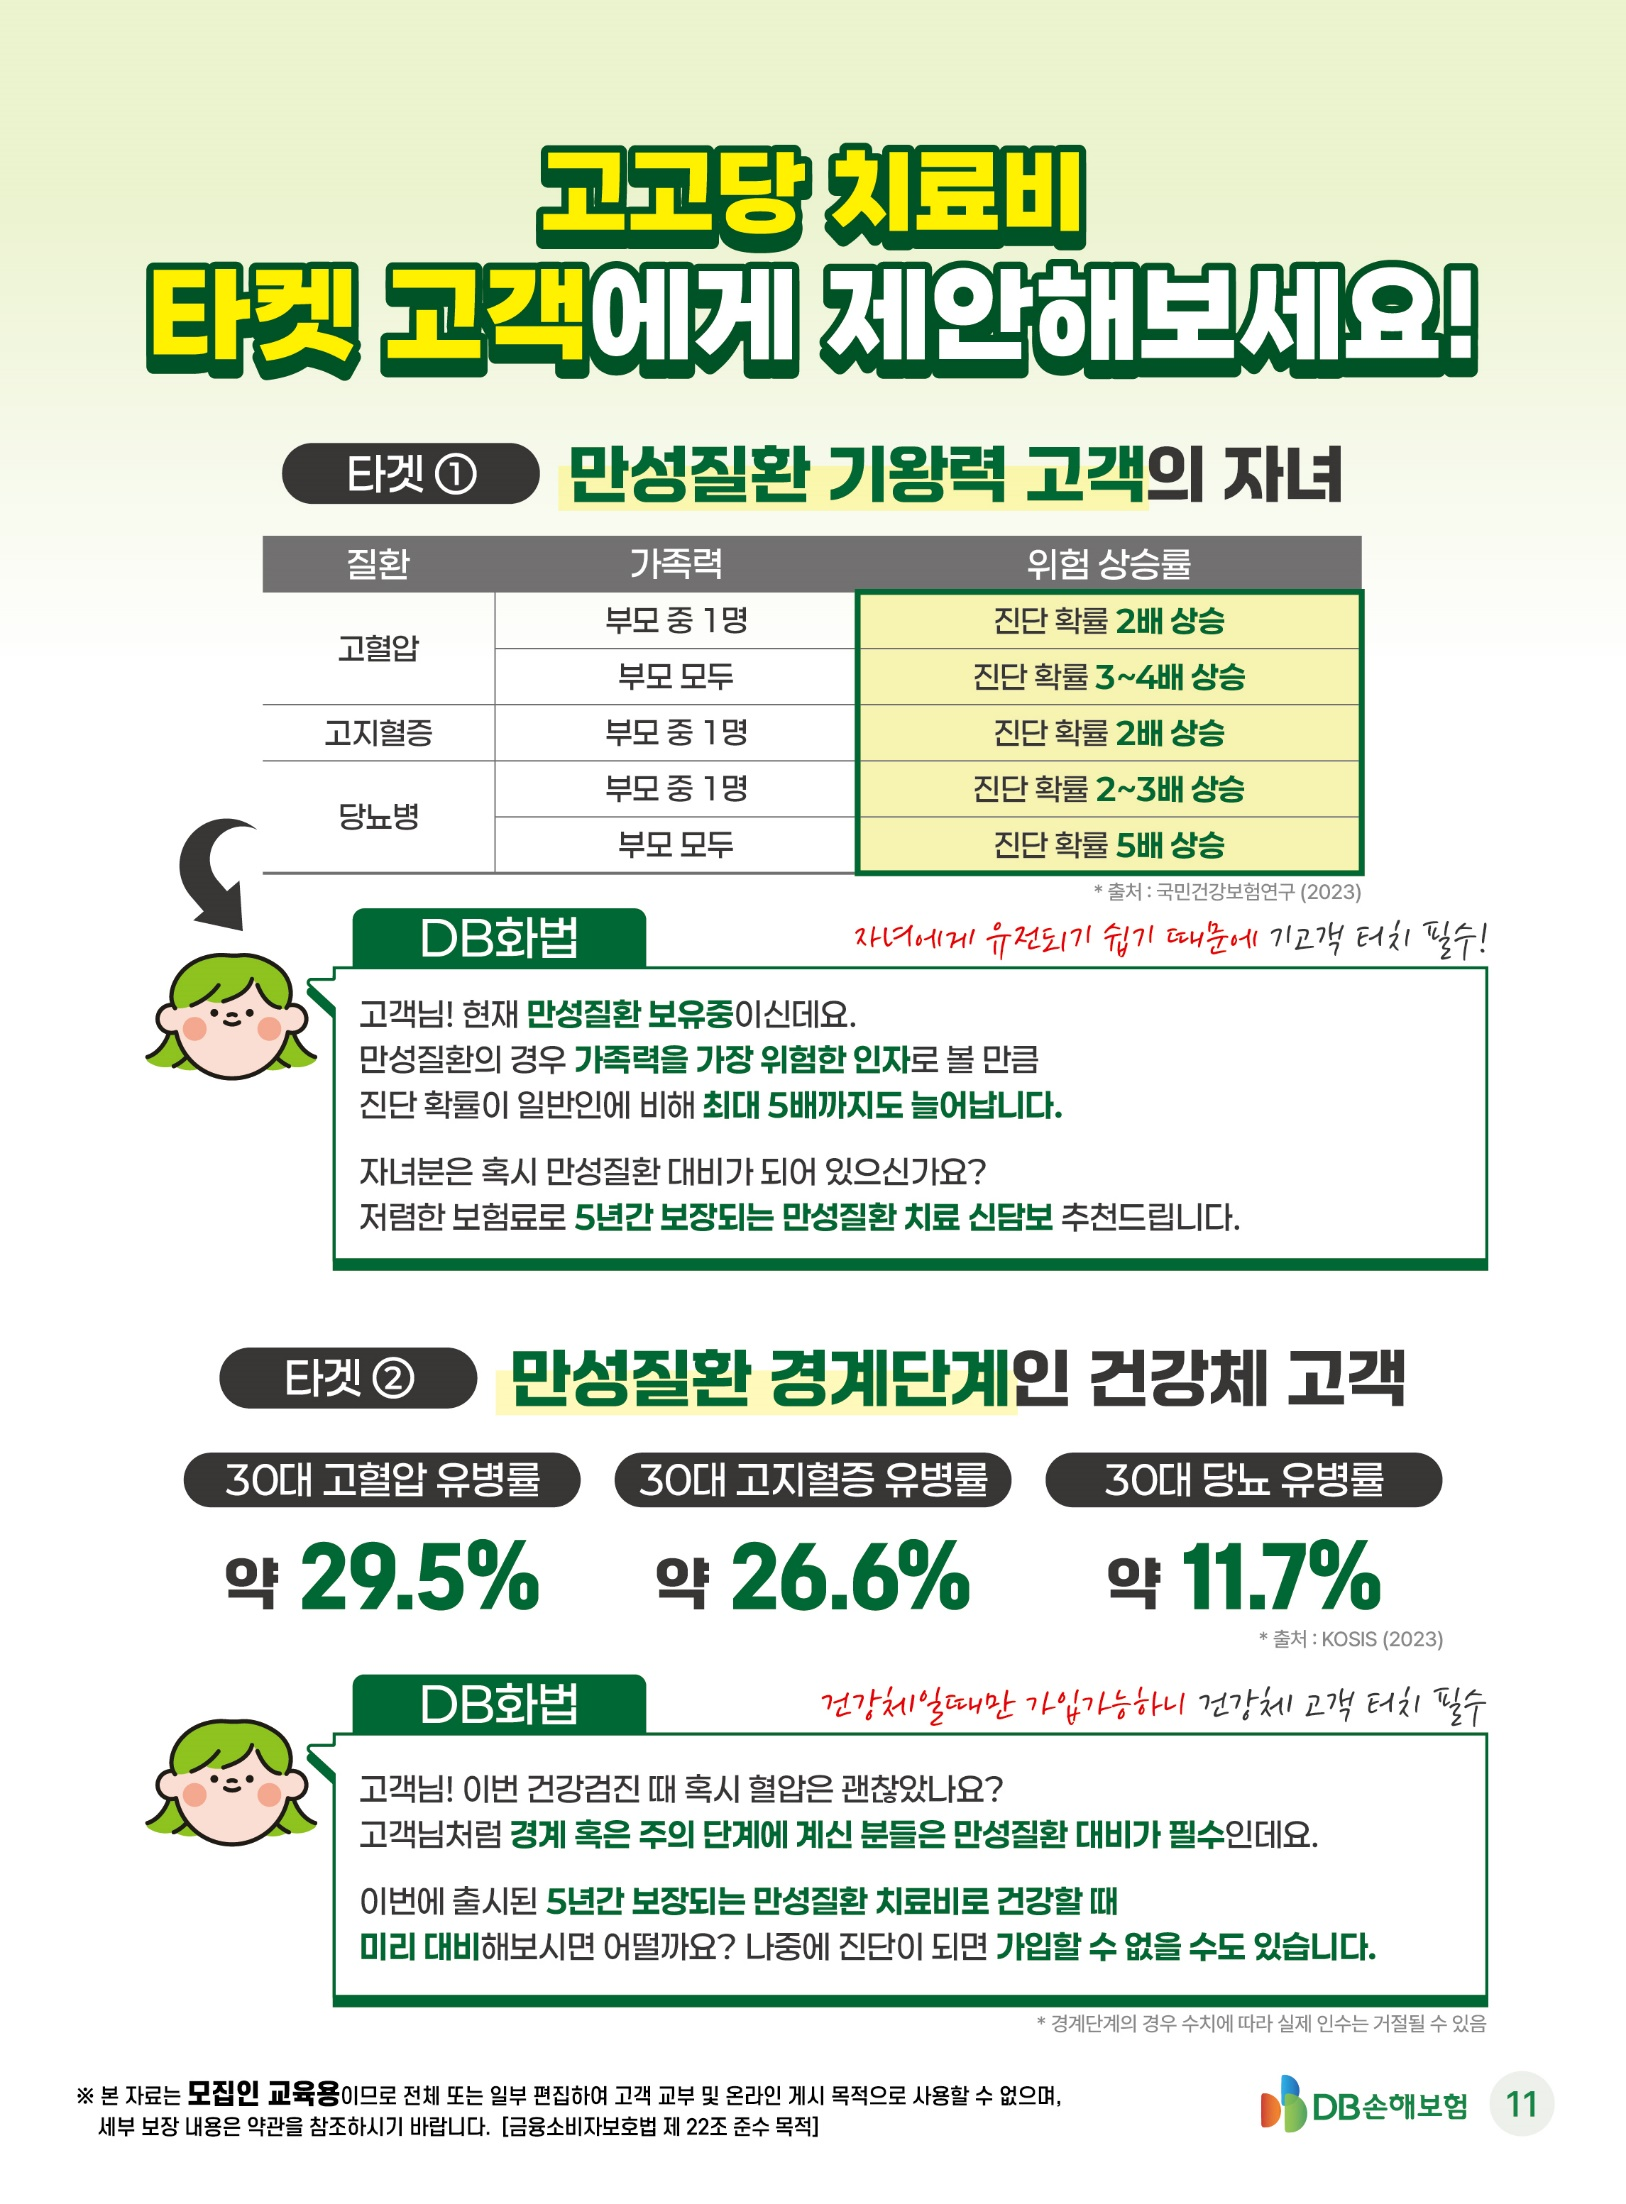 고고당 치료비
타켓 고객에게 제안해보세요!
타겟 ① 만성질환 기왕력 고객의 자녀
질환 가족력 위험 상승률
고혈압 부모 중 1명 진단 확률 2배 상승
부모 모두 진단 확률 3~4배 상승
고지혈증 부모 중 1명 진단 확률 2배 상승
당뇨병 부모 중 1명 진단 확률 2~3배 상승
부모 모두 진단 확률 5배 상승
* 출처 : 국민건강보험연구 (2023)
DB화법 자녀에게 유전되기 쉽기 때문에 기고객 터치 필수!
고객님! 현재 만성질환 보유중이신데요.
만성질환의 경우 가족력을 가장 위험한 인자로 볼 만큼
진단 확률이 일반인에 비해 최대 5배까지도 늘어납니다.
자녀분은 혹시 만성질환 대비가 되어 있으신가요?
저렴한 보험료로 5년간 보장되는 만성질환 치료 신담보 추천드립니다.
타겟 ② 만성질환 경계단계인 건강체 고객
30대 고혈압 유병률 30대 고지혈증 유병률 30대 당뇨 유병률
약 29.5% 약 26.6% 약 11.7%
* 출처 : KOSIS (2023)
DB화법 건강체일때만 가입가능하니 건강체 고객 터치 필수
고객님! 이번 건강검진 때 혹시 혈압은 괜찮았나요?
고객님처럼 경계 혹은 주의 단계에 계신 분들은 만성질환 대비가 필수인데요.
이번에 출시된 5년간 보장되는 만성질환 치료비로 건강할 때
미리 대비해보시면 어떨까요? 나중에 진단이 되면 가입할 수 없을 수도 있습니다.
* 경계단계의 경우 수치에 따라 실제 인수는 거절될 수 있음
※ 본 자료는 모집인 교육용이므로 전체 또는 일부 편집하여 고객 교부 및 온라인 게시 목적으로 사용할 수 없으며,
세부 보장 내용은 약관을 참조하시기 바랍니다. [금융소비자보호법 제 22조 준수 목적]
DB손해보험 11